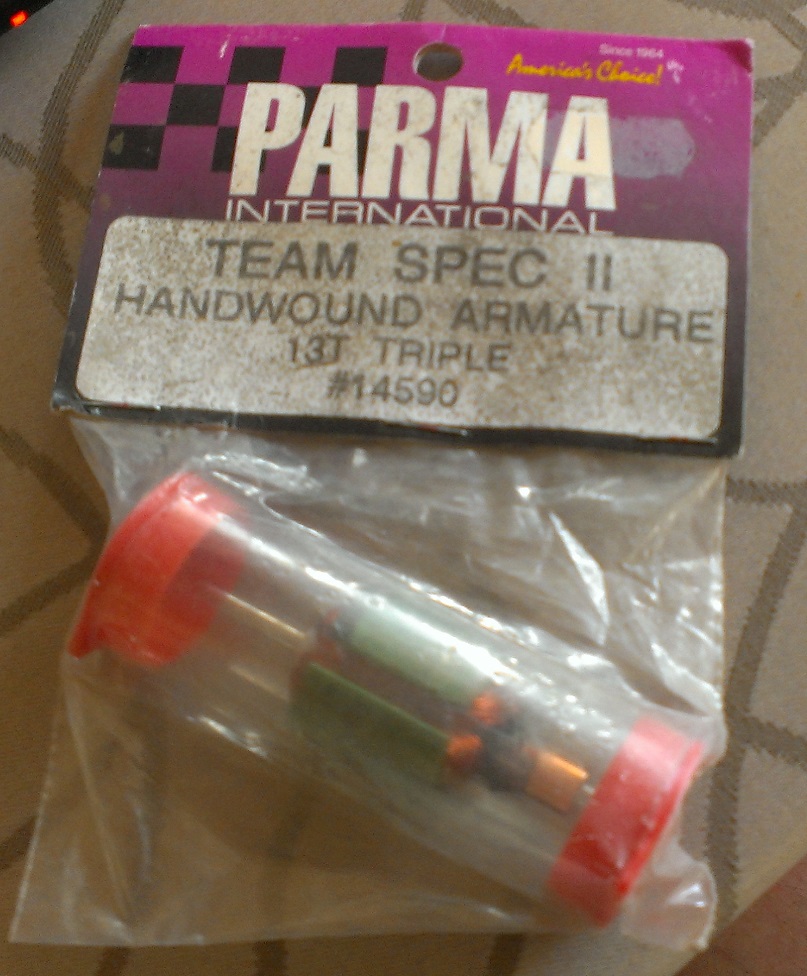 Since 1964
America's Choice!
PARMA
INTERNATIONAL
TEAM SPEC II
HANDWOUND ARMATURE
13T TRIPLE
#14590